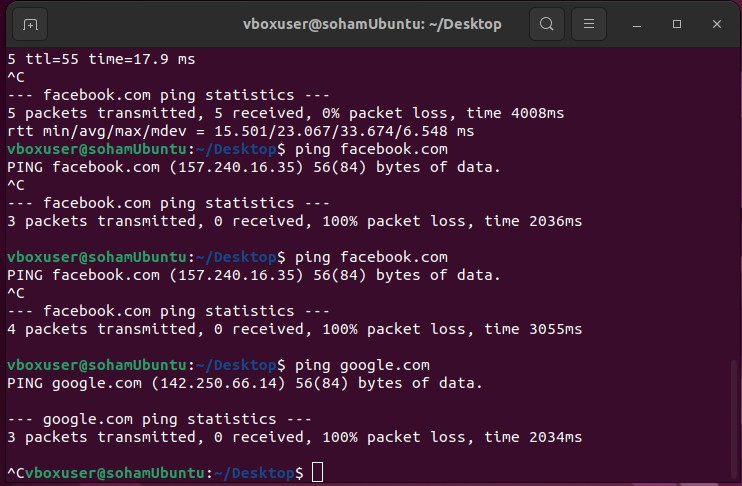 vboxuser@sohamUbuntu: ~/Desktop
5 ttl=55 time=17.9 ms
^C
--- facebook.com ping statistics ---
5 packets transmitted, 5 received, 0% packet loss, time 4008ms
rtt min/avg/max/mdev = 15.501/23.067/33.674/6.548 ms
vboxuser@sohamUbuntu:~/Desktop$ ping facebook.com
PING facebook.com (157.240.16.35) 56(84) bytes of data.
^C
--- facebook.com ping statistics ---
3 packets transmitted, 0 received, 100% packet loss, time 2036ms
vboxuser@sohamUbuntu:~/Desktop$ ping facebook.com
PING facebook.com (157.240.16.35) 56(84) bytes of data.
^C
--- facebook.com ping statistics ---
4 packets transmitted, 0 received, 100% packet loss, time 3055ms
vboxuser@sohamUbuntu:~/Desktop$ ping google.com
PING google.com (142.250.66.14) 56(84) bytes of data.
--- google.com ping statistics ---
3 packets transmitted, 0 received, 100% packet loss, time 2034ms
^Cvboxuser@sohamUbuntu:~/Desktop$